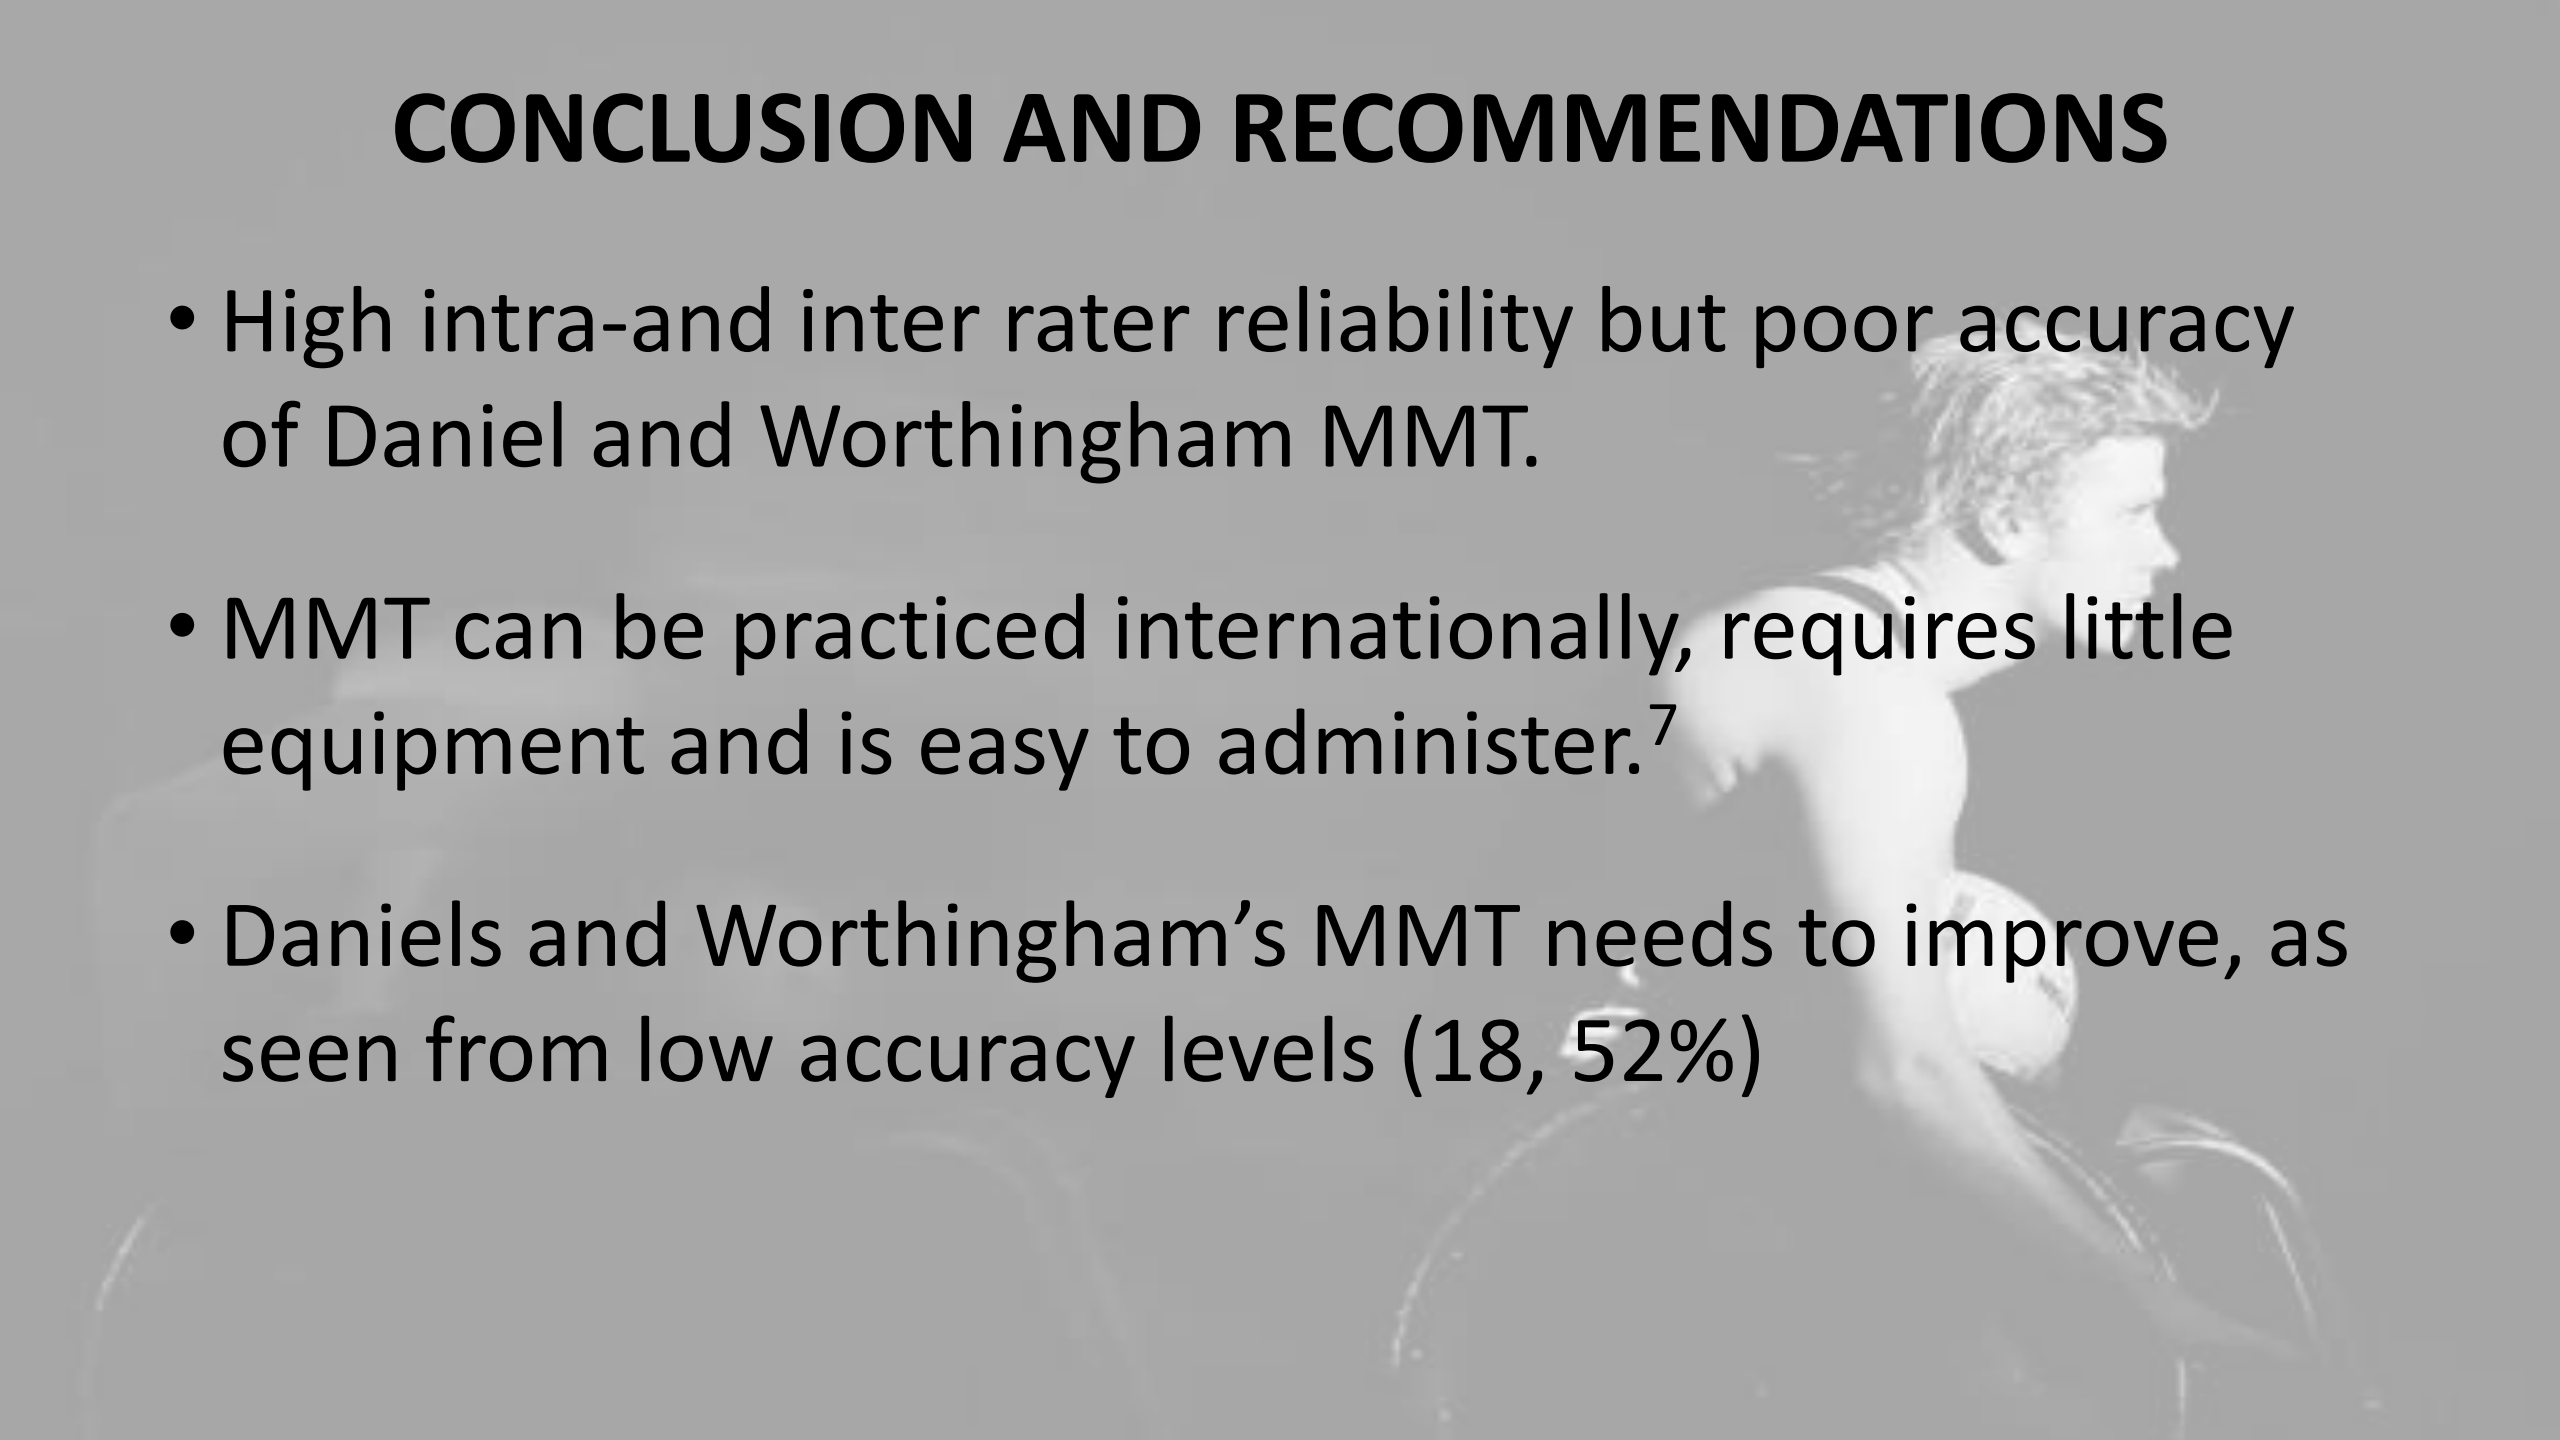 CONCLUSION AND RECOMMENDATIONS
• High intra-and inter rater reliability but poor accuracy
of Daniel and Worthingham MMT.
• MMT can be practiced internationally, requires little
equipment and is easy to administer.⁷
• Daniels and Worthingham’s MMT needs to improve, as
seen from low accuracy levels (18, 52%)